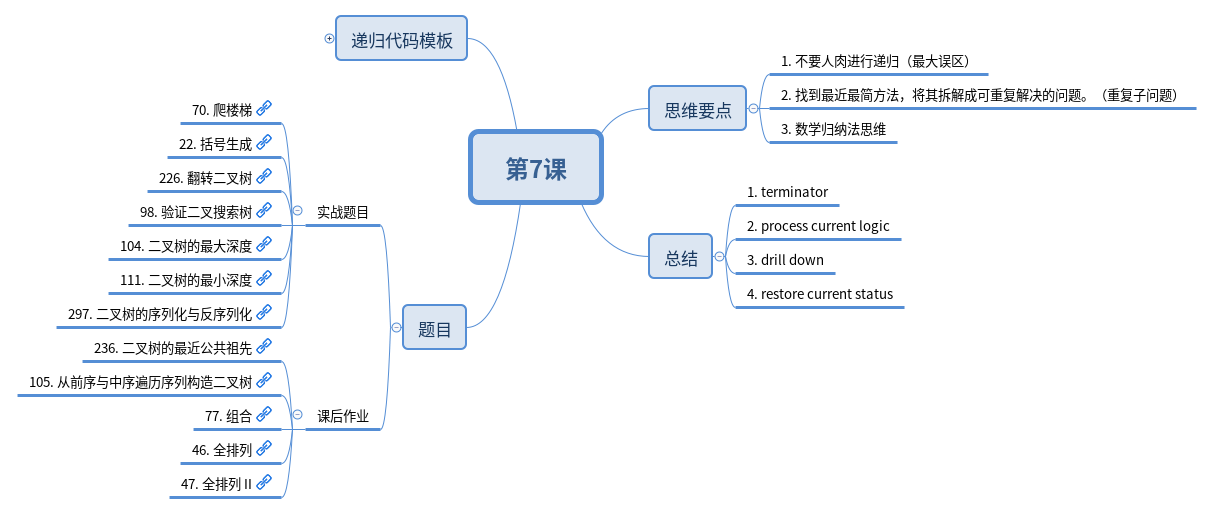 第7课
思维要点
1. 不要人肉进行递归（最大误区）
2. 找到最近最简方法，将其拆解成可重复解决的问题。（重复子问题）
3. 数学归纳法思维
总结
1. terminator
2. process current logic
3. drill down
4. restore current status
递归代码模板
题目
实战题目
70. 爬楼梯
22. 括号生成
226. 翻转二叉树
98. 验证二叉搜索树
104. 二叉树的最大深度
111. 二叉树的最小深度
297. 二叉树的序列化与反序列化
课后作业
236. 二叉树的最近公共祖先
105. 从前序与中序遍历序列构造二叉树
77. 组合
46. 全排列
47. 全排列 II